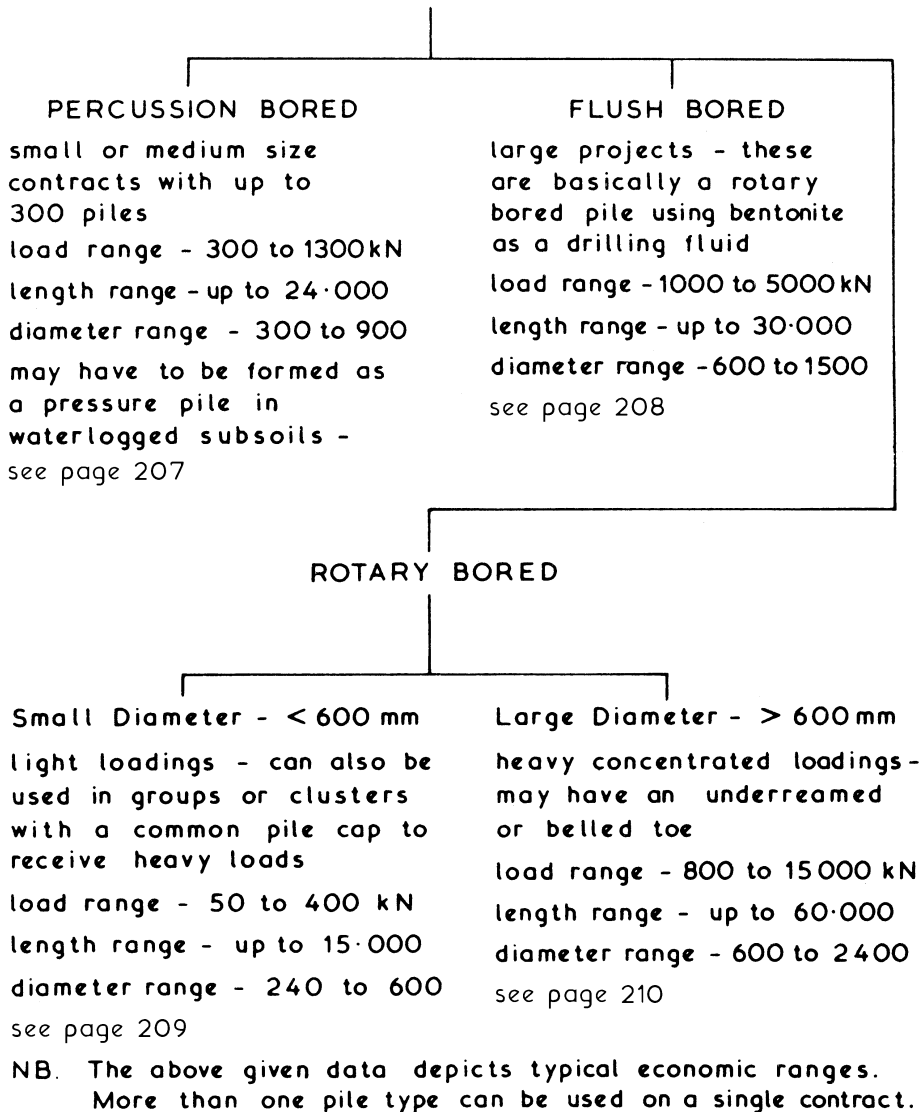 PERCUSSION BORED
small or medium size
contracts with up to
300 piles
load range - 300 to 1300kN
length range - up to 24·000
diameter range - 300 to 900
may have to be formed as
a pressure pile in
waterlogged subsoils -
see page 207
FLUSH BORED
large projects - these
are basically a rotary
bored pile using bentonite
as a drilling fluid
load range - 1000 to 5000 kN
length range - up to 30·000
diameter range - 600 to 1500
see page 208
ROTARY BORED
Small Diameter - < 600 mm
light loadings - can also be
used in groups or clusters
with a common pile cap to
receive heavy loads
load range - 50 to 400 kN
length range - up to 15·000
diameter range - 240 to 600
see page 209
Large Diameter - > 600 mm
heavy concentrated loadings -
may have an underreamed
or belled toe
load range - 800 to 15 000 kN
length range - up to 60·000
diameter range - 600 to 2400
see page 210
NB. The above given data depicts typical economic ranges.
More than one pile type can be used on a single contract.